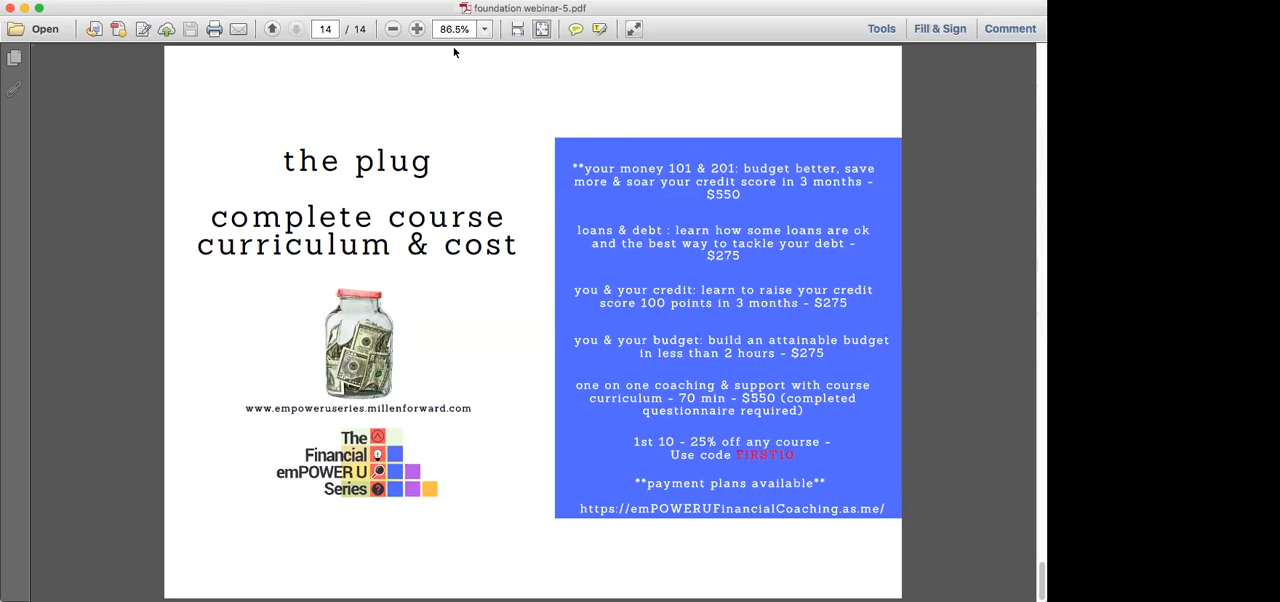 foundation webinar-5.pdf
Open
14 / 14
86.5%
Tools
Fill & Sign
Comment
the plug
complete course
curriculum & cost
www.empoweruseries.millenforward.com
The
Financial
emPOWER U
Series
**your money 101 & 201: budget better, save
more & soar your credit score in 3 months -
$550
loans & debt : learn how some loans are ok
and the best way to tackle your debt -
$275
you & your credit: learn to raise your credit
score 100 points in 3 months - $275
you & your budget: build an attainable budget
in less than 2 hours - $275
one on one coaching & support with course
curriculum - 70 min - $550 (completed
questionnaire required)
1st 10 - 25% off any course -
Use code FIRST10
**payment plans available**
https://emPOWERUFinancialCoaching.as.me/